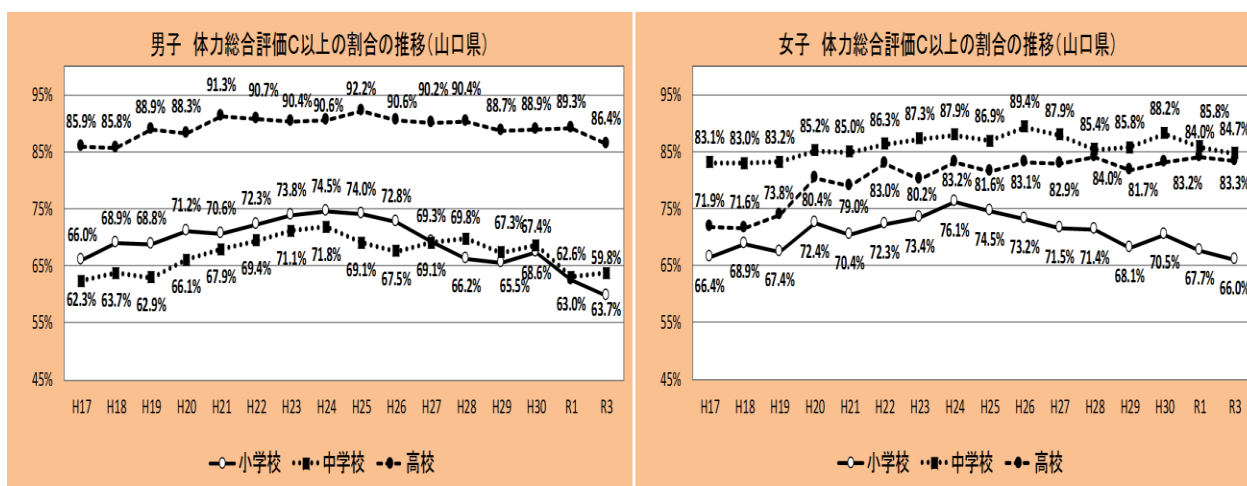 男子 体力総合評価C以上の割合の推移(山口県)
95%
85%
75%
65%
55%
45%
85.9% 85.8% 88.9% 88.3% 91.3% 90.7% 90.4% 90.6% 92.2% 90.6% 90.2% 90.4% 88.7% 88.9% 89.3% 86.4%
66.0% 68.9% 68.8% 71.2% 70.6% 72.3% 73.8% 74.5% 74.0% 72.8% 69.3% 69.8% 67.3% 67.4% 62.6% 59.8%
62.3% 63.7% 62.9% 66.1% 67.9% 69.4% 71.1% 71.8% 69.1% 67.5% 69.1% 66.2% 65.5% 68.6% 63.0% 63.7%
H17 H18 H19 H20 H21 H22 H23 H24 H25 H26 H27 H28 H29 H30 R1 R3
小学校 中学校 高校
女子 体力総合評価C以上の割合の推移(山口県)
95%
85%
75%
65%
55%
45%
83.1% 83.0% 83.2% 85.2% 85.0% 86.3% 87.3% 87.9% 86.9% 89.4% 87.9% 85.4% 85.8% 88.2% 85.8% 84.7%
71.9% 71.6% 73.8% 80.4% 79.0% 83.0% 80.2% 83.2% 81.6% 83.1% 82.9% 84.0% 81.7% 83.2% 84.0% 83.3%
66.4% 68.9% 67.4% 72.4% 70.4% 72.3% 73.4% 76.1% 74.5% 73.2% 71.5% 71.4% 68.1% 70.5% 67.7% 66.0%
H17 H18 H19 H20 H21 H22 H23 H24 H25 H26 H27 H28 H29 H30 R1 R3
小学校 中学校 高校